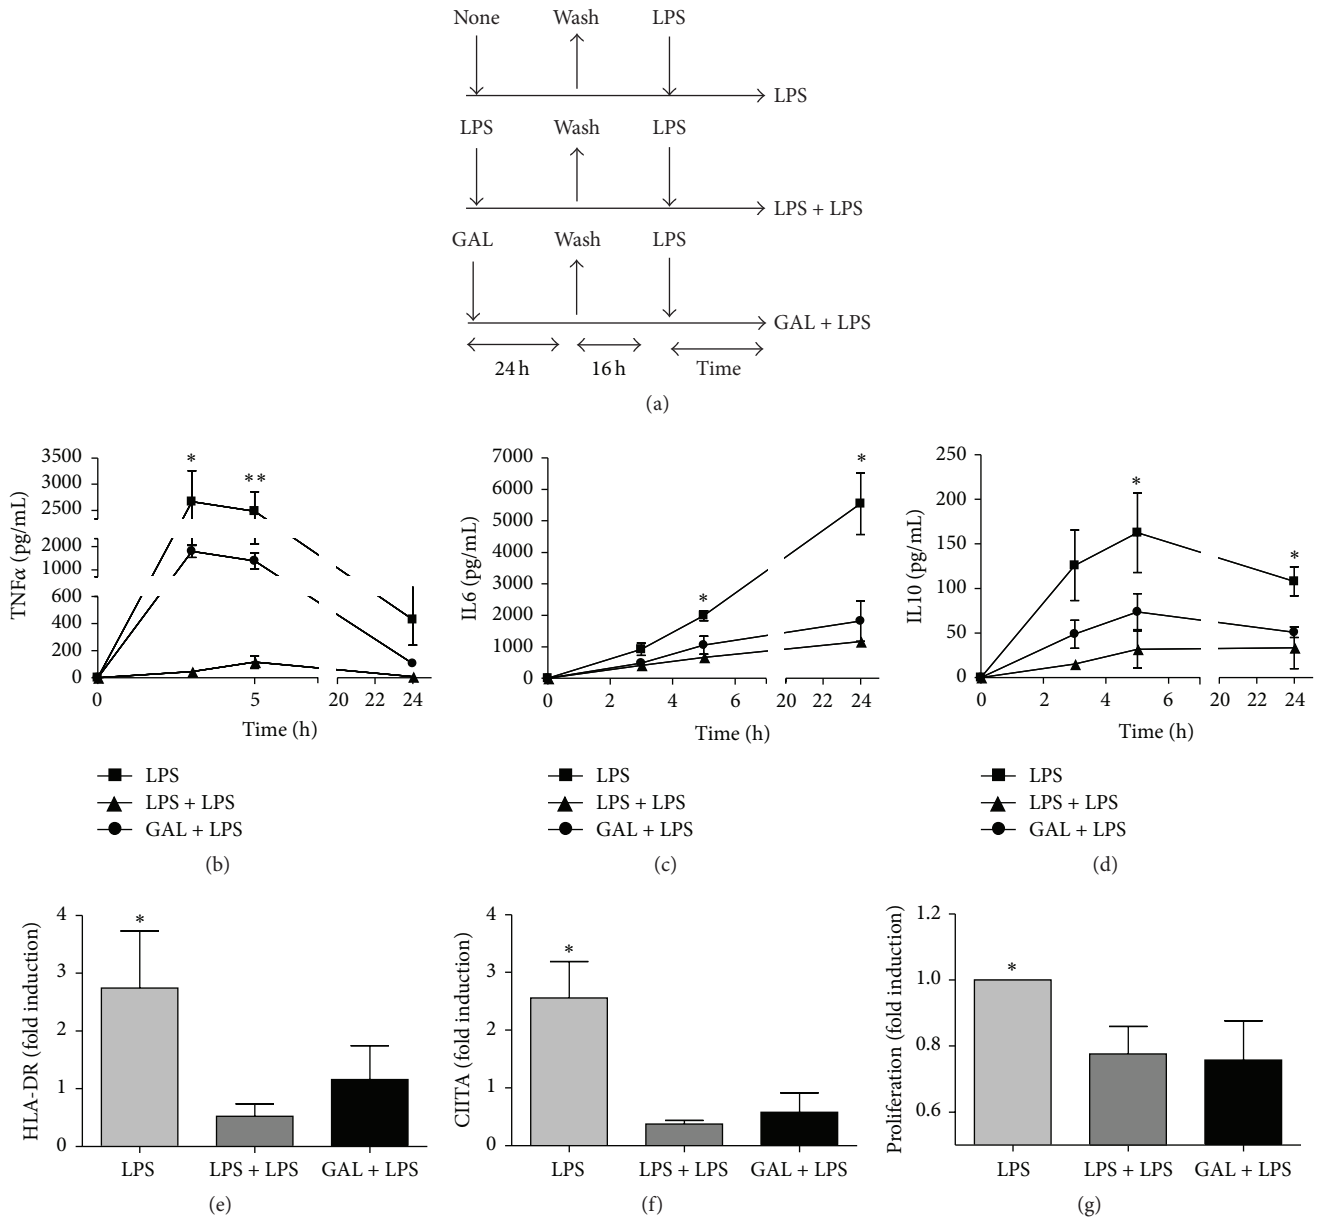 None Wash LPS
LPS
LPS Wash LPS
LPS + LPS
GAL Wash LPS
GAL + LPS
24 h 16 h Time
(a)
TNFα (pg/mL)
3500
3000
2500
2000
1000
600
400
200
0
0 5 20 22 24
Time (h)
* **
LPS
LPS + LPS
GAL + LPS
(b)
IL6 (pg/mL)
7000
6000
5000
4000
3000
2000
1000
0
0 2 4 6 20 22 24
Time (h)
* *
LPS
LPS + LPS
GAL + LPS
(c)
IL10 (pg/mL)
250
200
150
100
50
0
0 2 4 6 20 22 24
Time (h)
* *
LPS
LPS + LPS
GAL + LPS
(d)
HLA-DR (fold induction)
4
3
2
1
0
*
LPS LPS + LPS GAL + LPS
(e)
CIITA (fold induction)
4
3
2
1
0
*
LPS LPS + LPS GAL + LPS
(f)
Proliferation (fold induction)
1.2
1.0
0.8
0.6
*
LPS LPS + LPS GAL + LPS
(g)